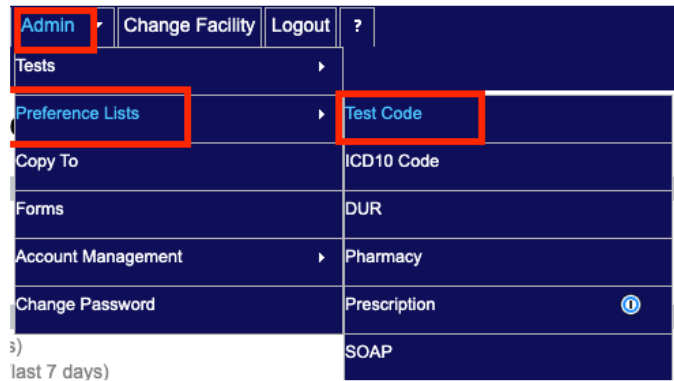 Admin Change Facility Logout ?
Tests
Preference Lists Test Code
Copy To ICD10 Code
Forms DUR
Account Management Pharmacy
Change Password Prescription
s) SOAP
last 7 days)